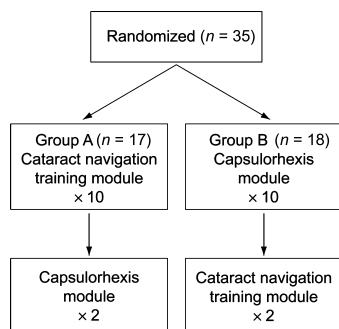 Randomized (n = 35)
Group A (n = 17)
Cataract navigation
training module
× 10
Group B (n = 18)
Capsulorhexis
module
× 10
Capsulorhexis
module
× 2
Cataract navigation
training module
× 2